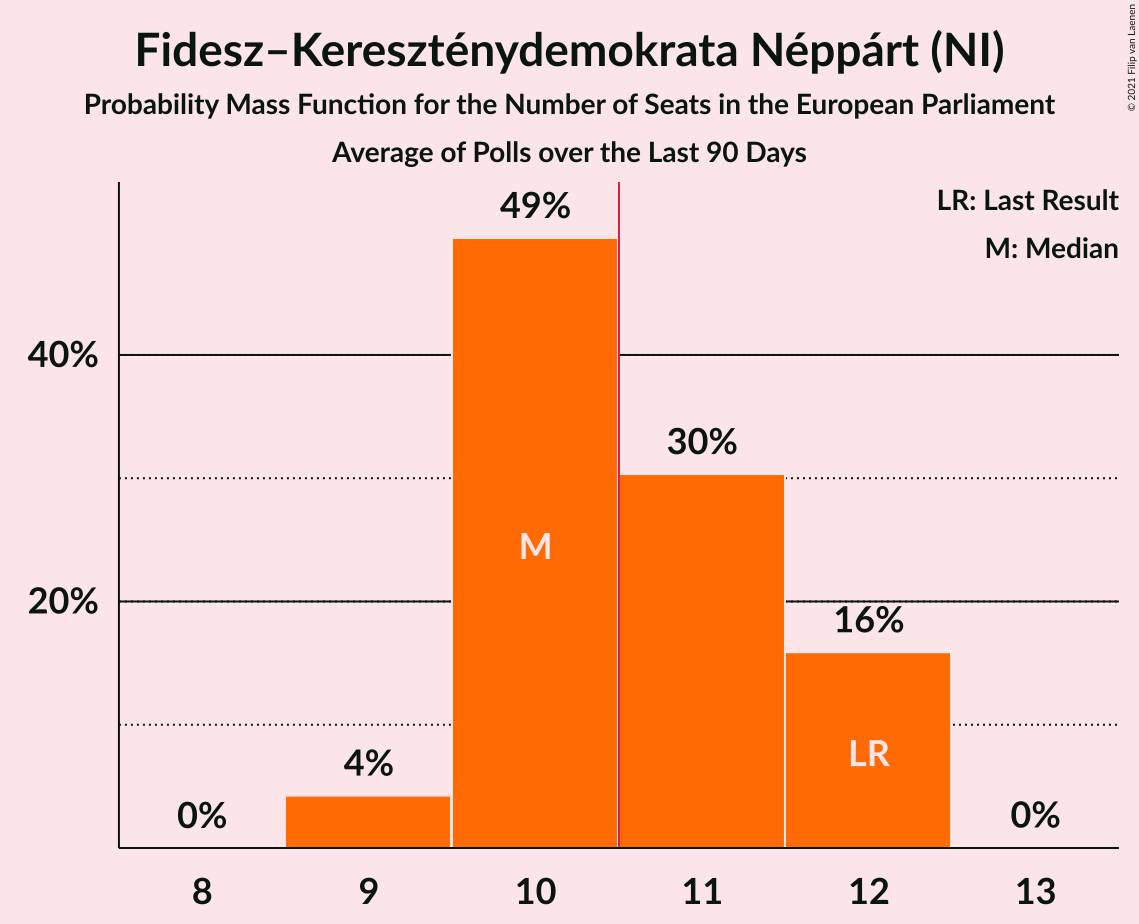 Fidesz–Kereszténydemokrata Néppárt (NI)
Probability Mass Function for the Number of Seats in the European Parliament
Average of Polls over the Last 90 Days
© 2021 Filip van Laenen
LR: Last Result
M: Median
49%
40%
30%
M
20%
16%
LR
4%
0%
0%
8 9 10 11 12 13